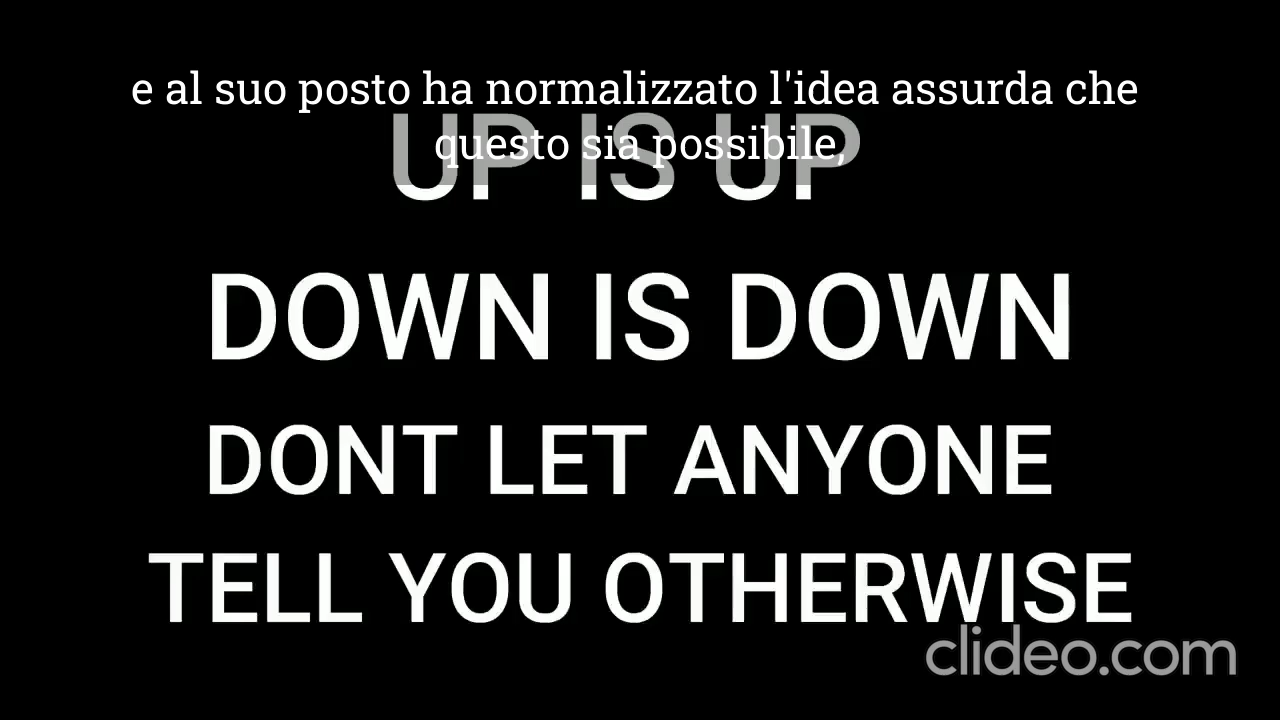 e al suo posto ha normalizzato l'idea assurda che
questo sia possibile,
UP IS UP
DOWN IS DOWN
DONT LET ANYONE
TELL YOU OTHERWISE
clideo.com